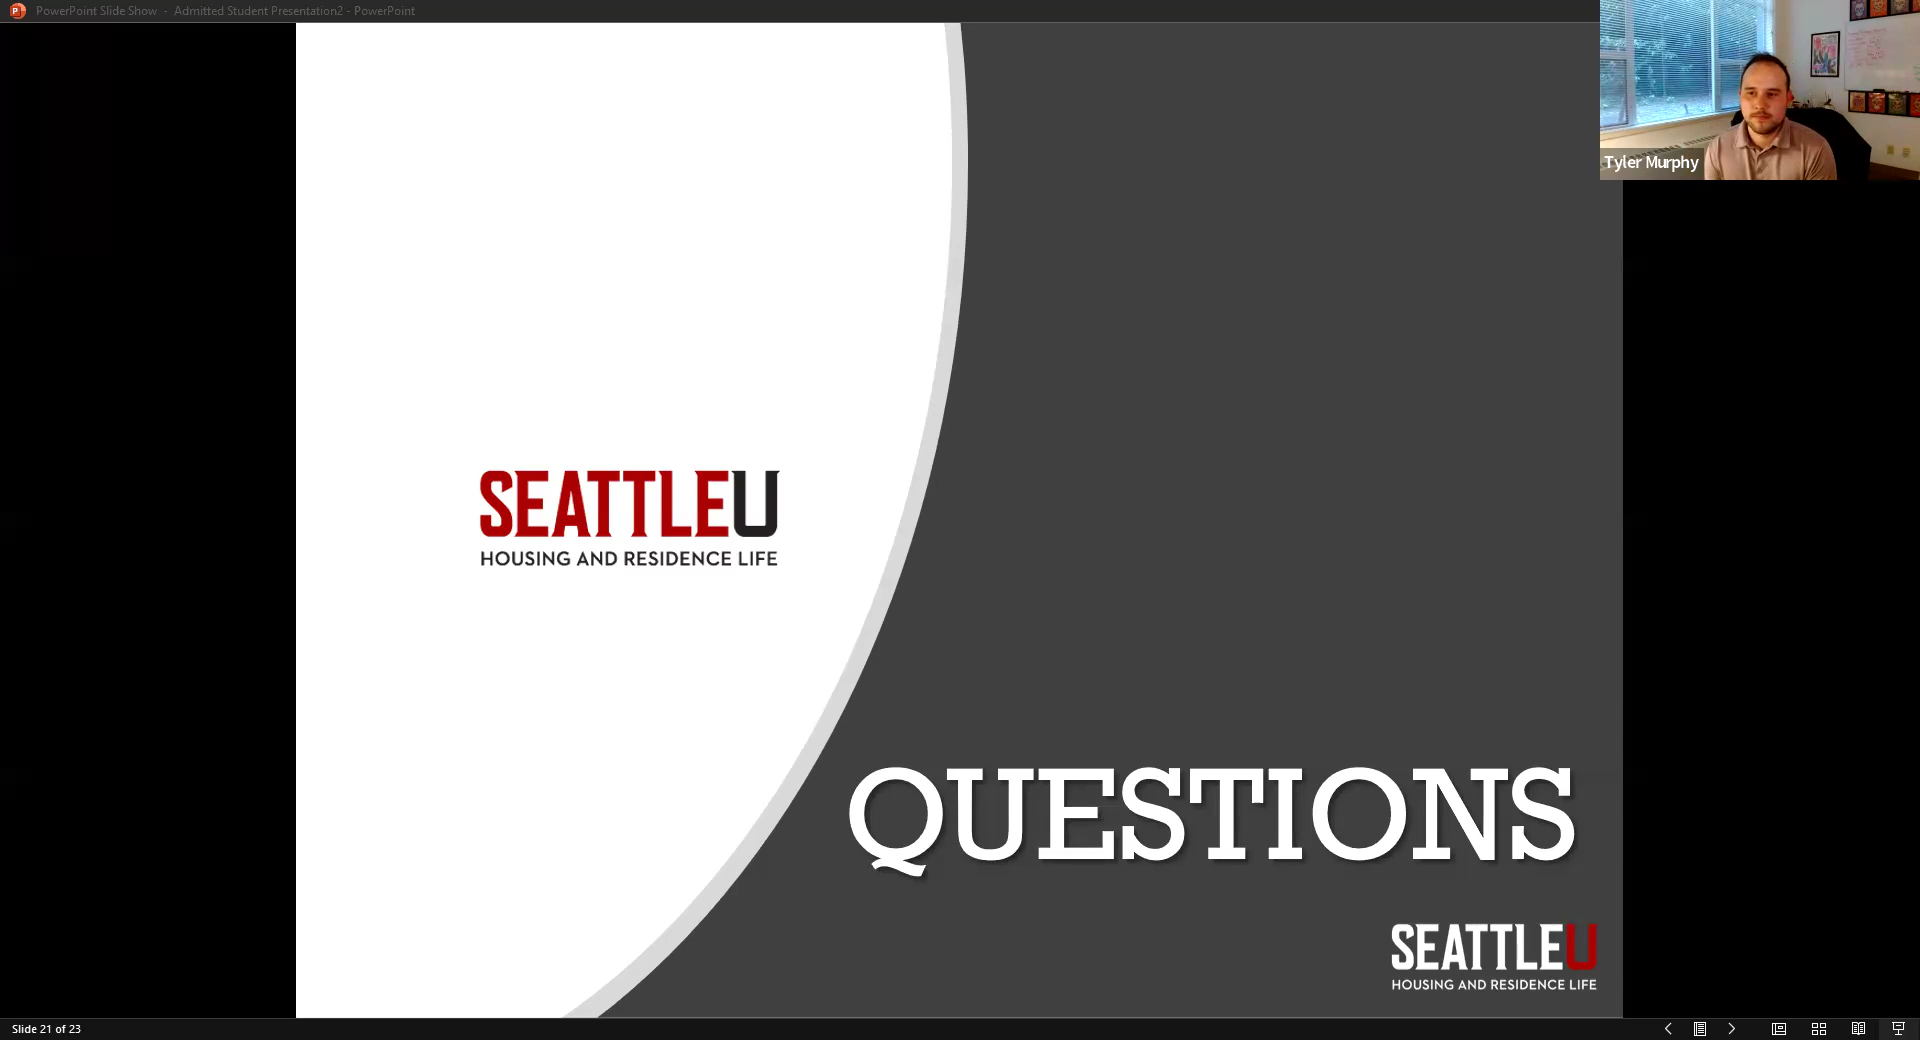 PowerPoint Slide Show - Admitted Student Presentation2 - PowerPoint
Tyler Murphy
SEATTLEU
HOUSING AND RESIDENCE LIFE
QUESTIONS
SEATTLEU
HOUSING AND RESIDENCE LIFE
Slide 21 of 23